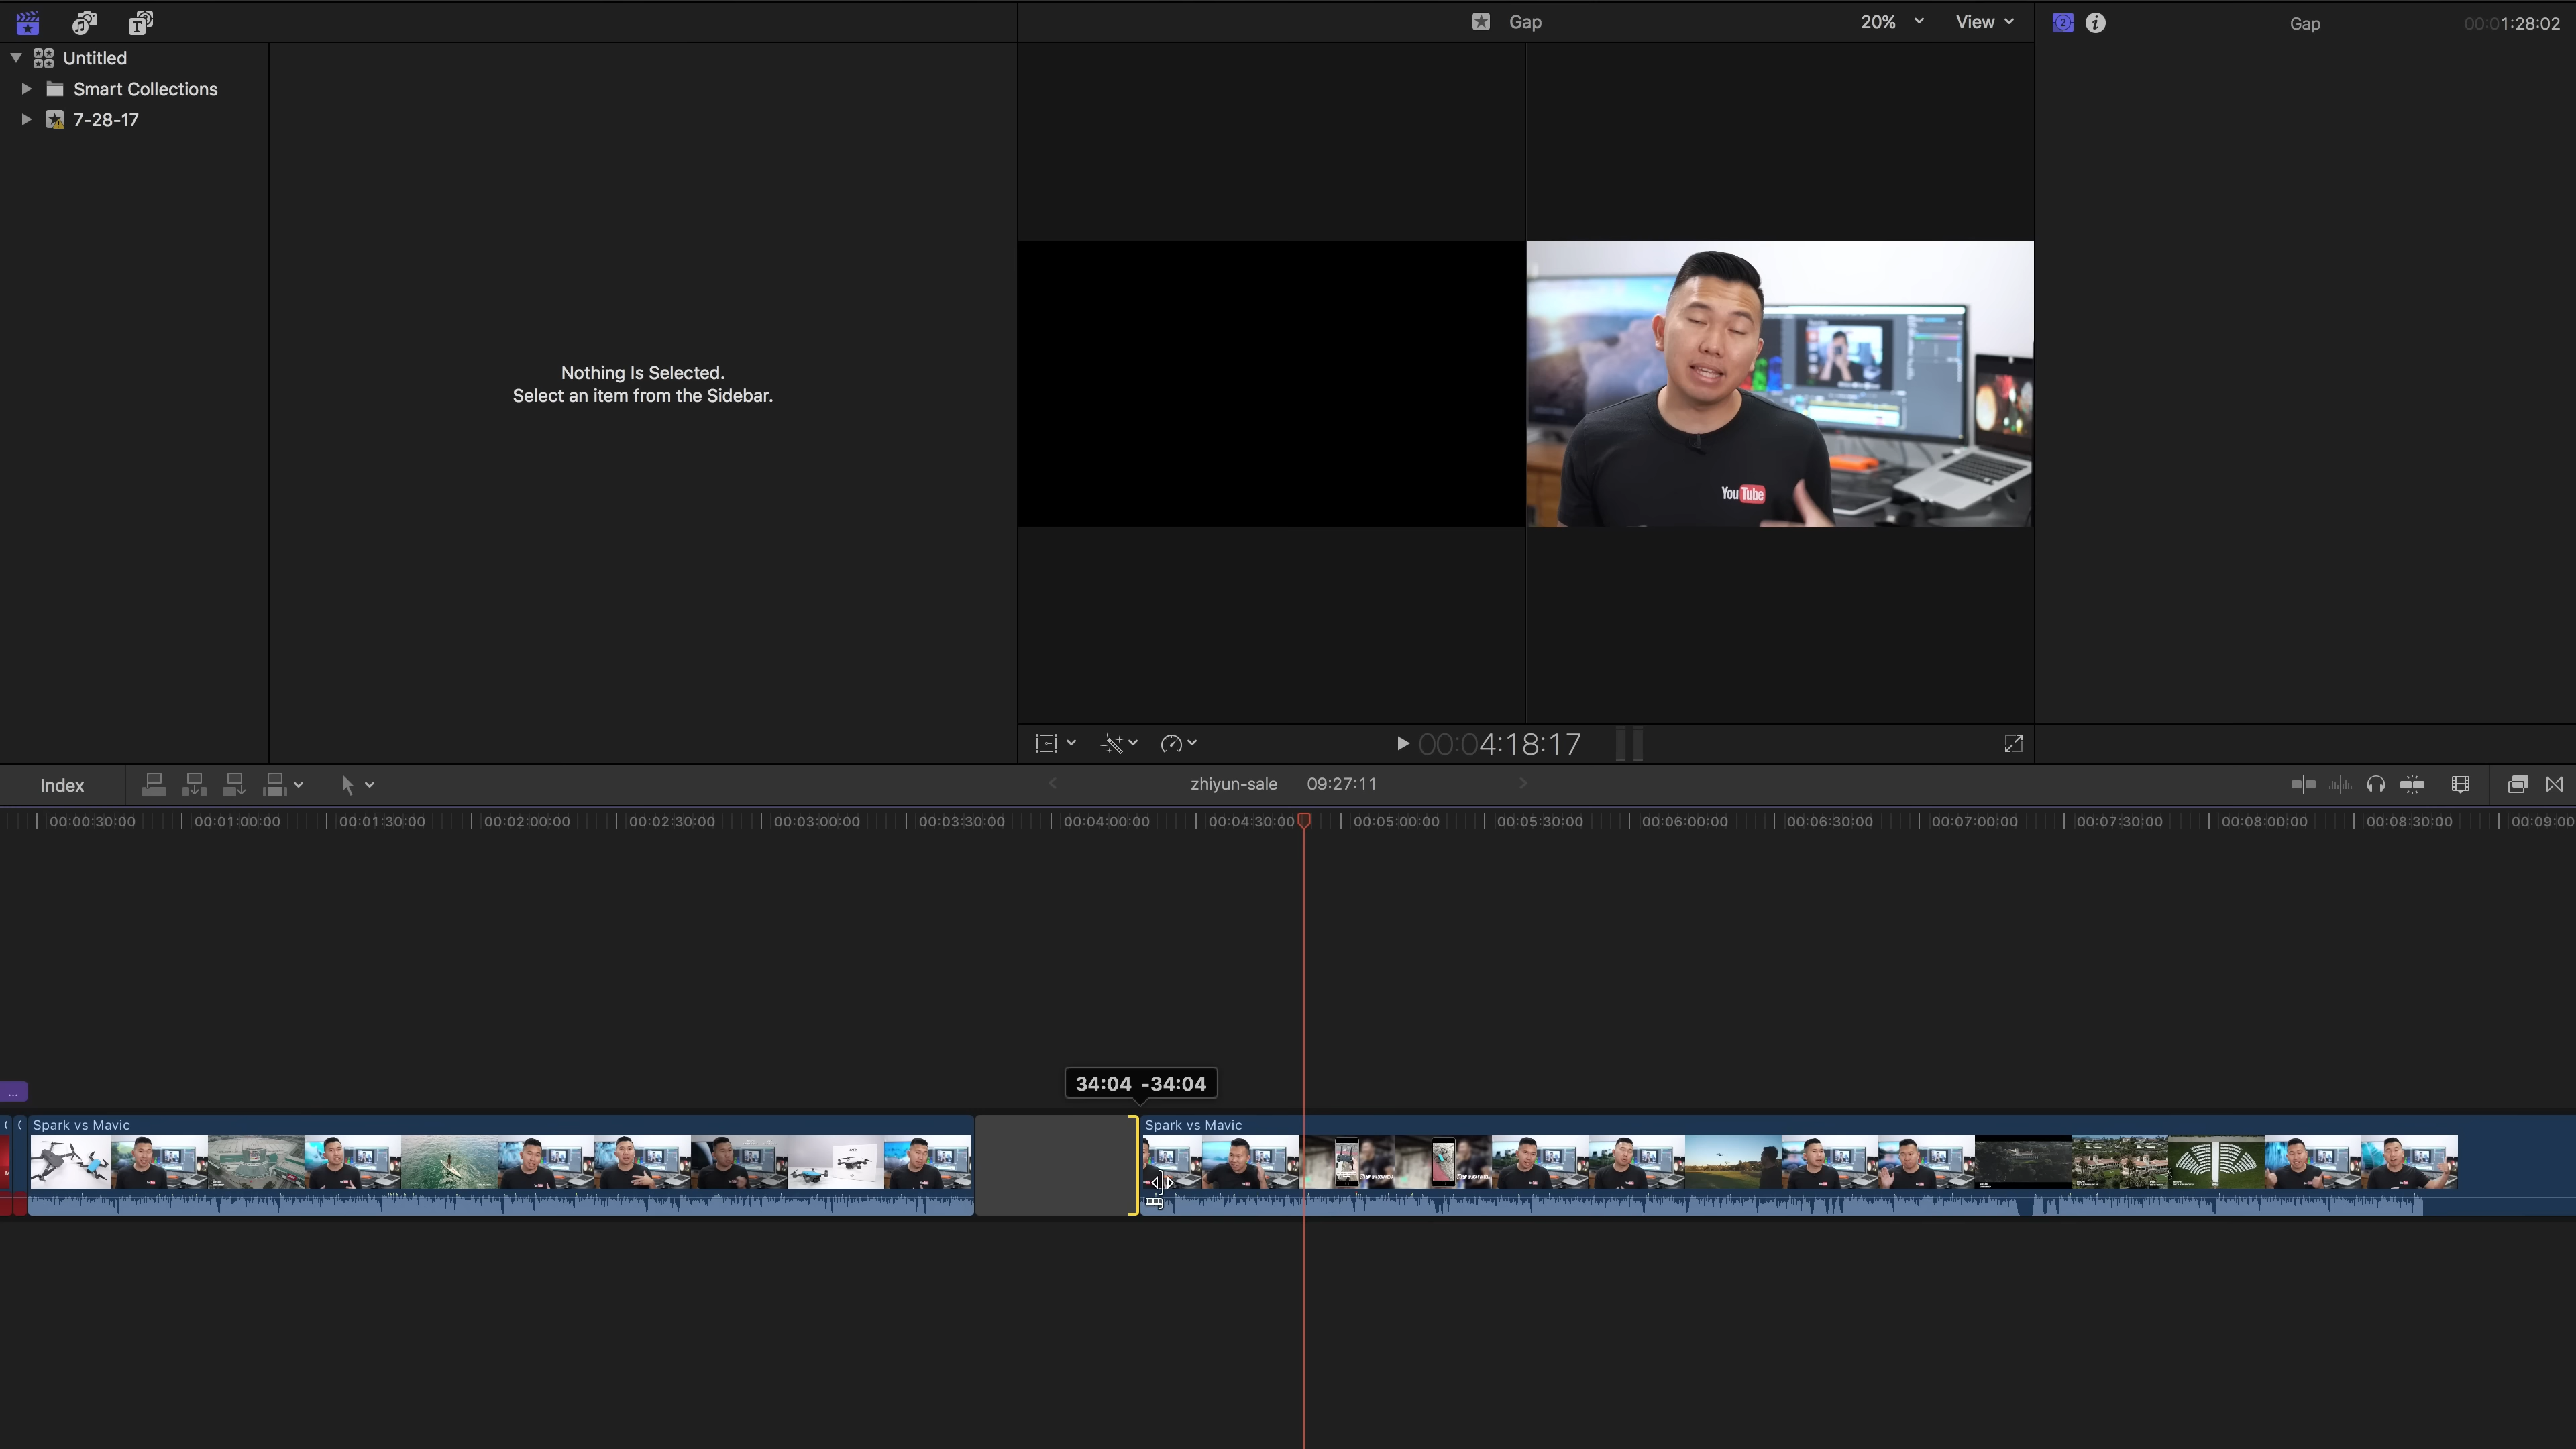 Gap
20%
View
Gap
00:01:28:02
Untitled
Smart Collections
7-28-17
Nothing Is Selected.
Select an item from the Sidebar.
YouTube
00:04:18:17
Index
zhiyun-sale
09:27:11
00:00:30:00
00:01:00:00
00:01:30:00
00:02:00:00
00:02:30:00
00:03:00:00
00:03:30:00
00:04:00:00
00:04:30:00
00:05:00:00
00:05:30:00
00:06:00:00
00:06:30:00
00:07:00:00
00:07:30:00
00:08:00:00
00:08:30:00
00:09:00
...
34:04 -34:04
Spark vs Mavic
Spark vs Mavic